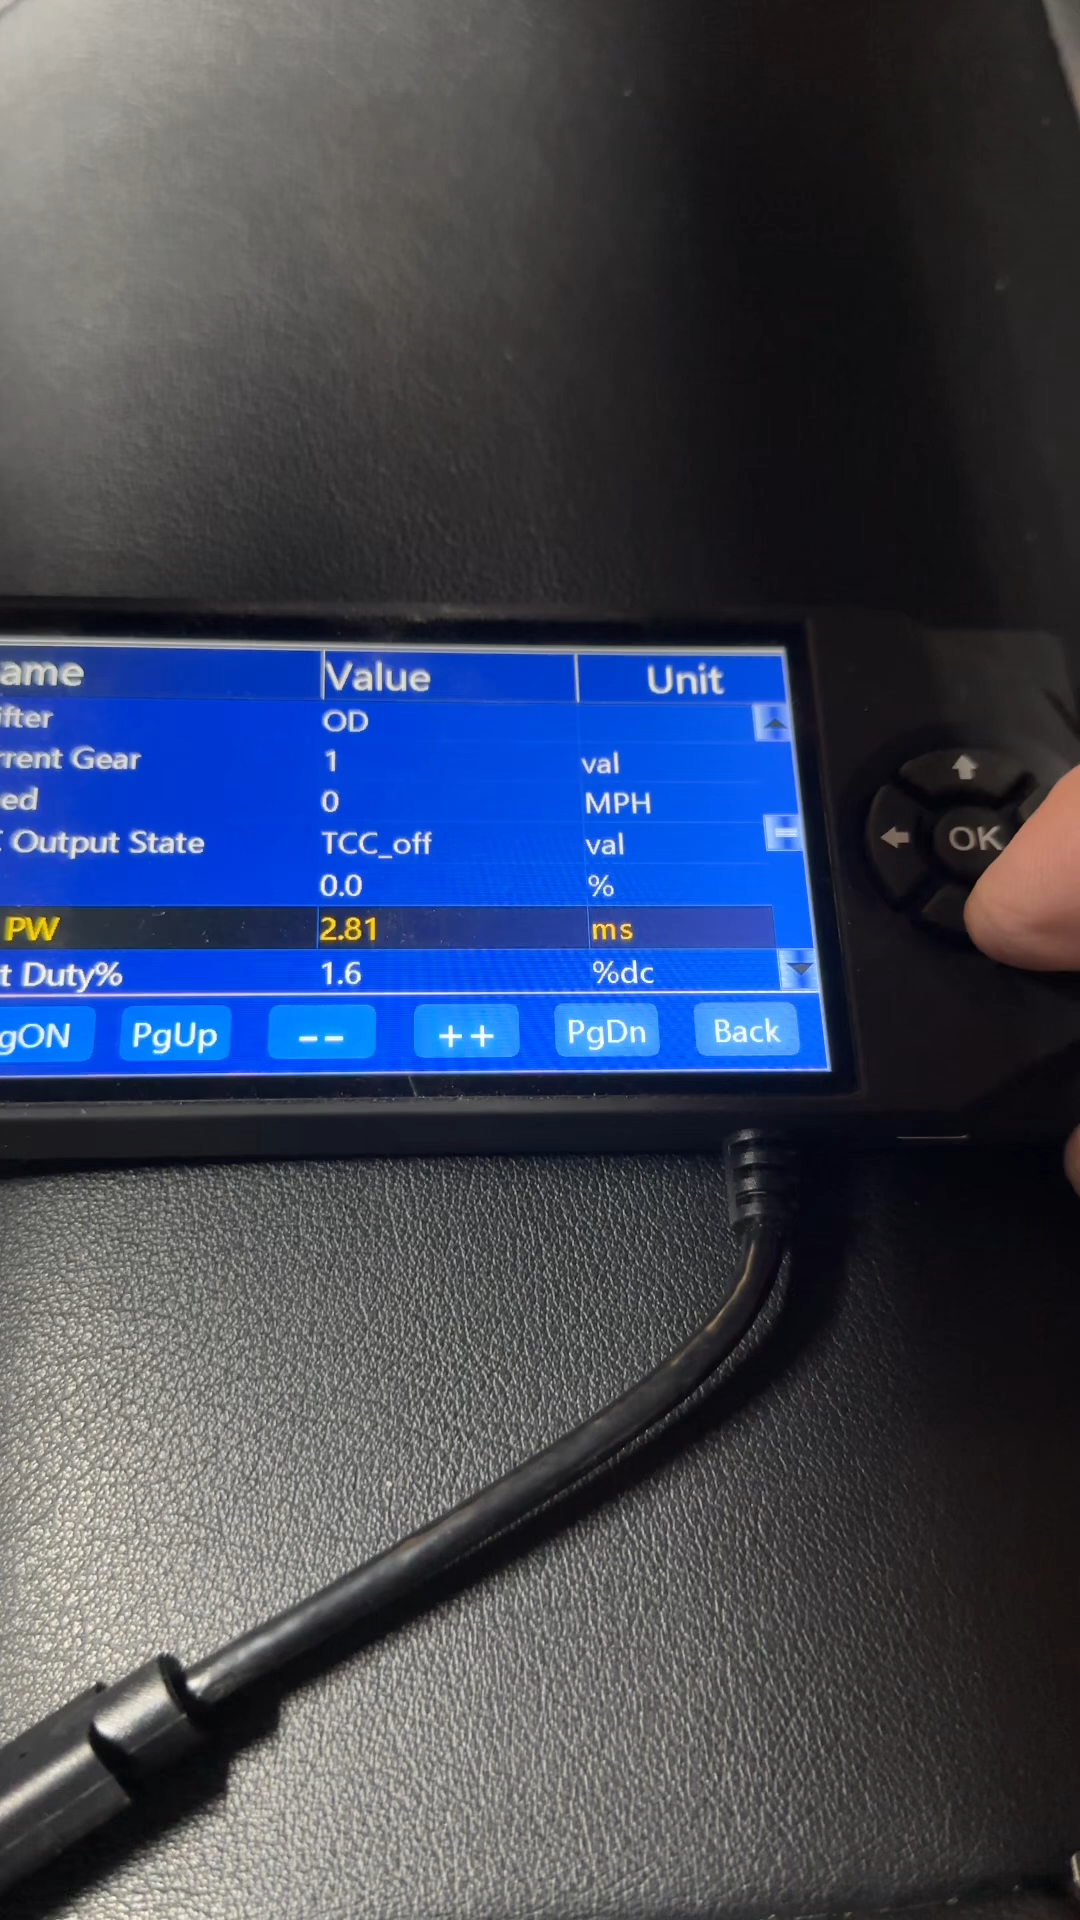 ame Value Unit
ifter OD
rrent Gear 1 val
ed 0 MPH
Output State TCC_off val
0.0 %
PW 2.81 ms
t Duty% 1.6 %dc
gON PgUp -- ++ PgDn Back
OK